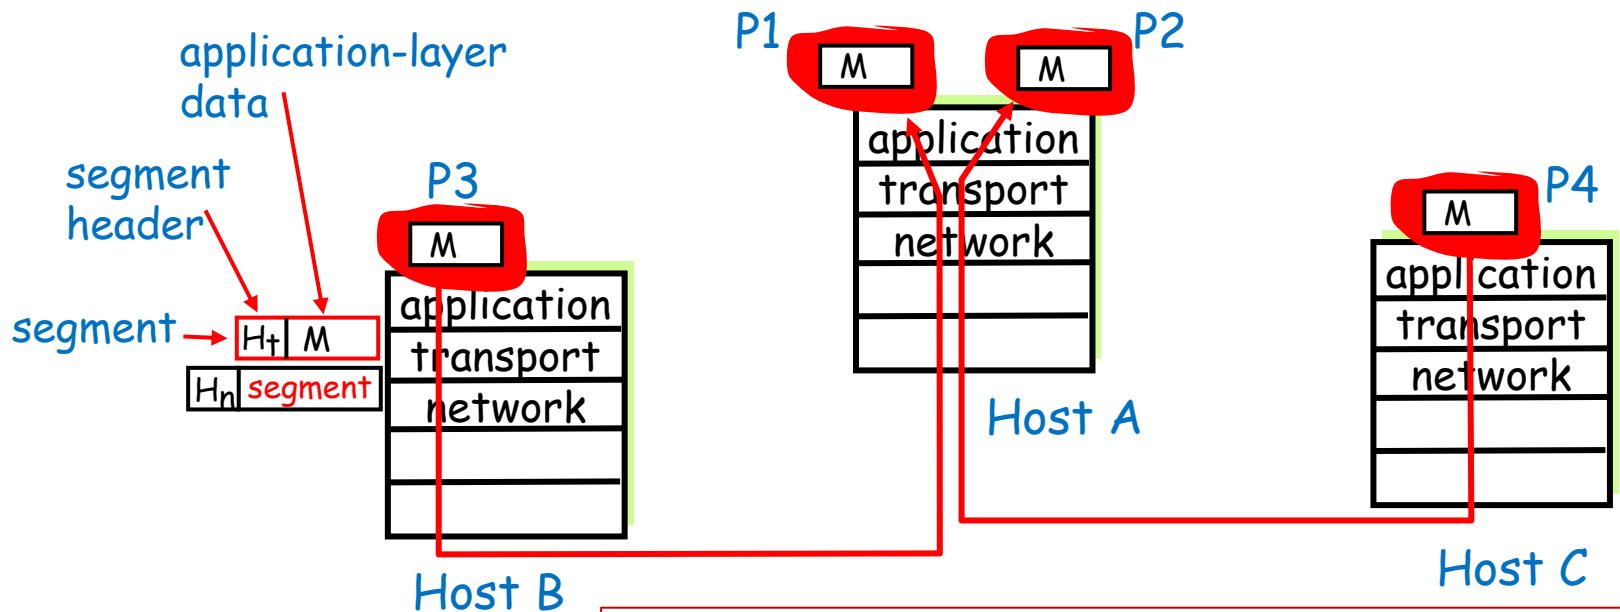 P1
M
M
P2
application-layer
data
application
transport
network
Host A
segment
header
segment
Ht M
Hn segment
P3
M
application
transport
network
Host B
P4
M
application
transport
network
Host C